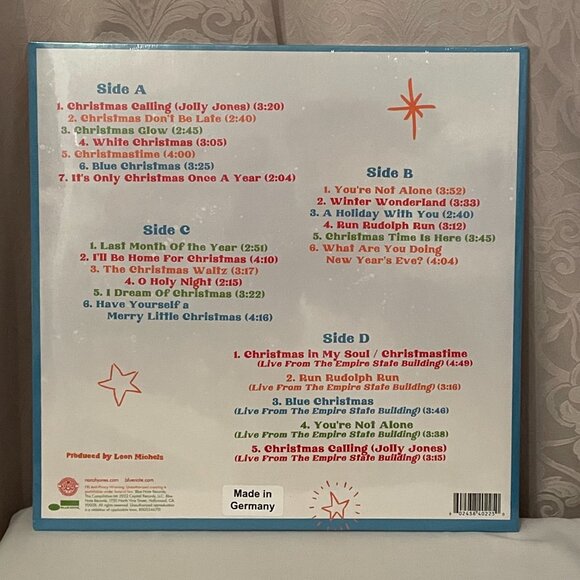 Side A
1. Christmas Calling (Jolly Jones) (3:20)
2. Christmas Don't Be Late (2:40)
3. Christmas Glow (2:45)
4. White Christmas (3:05)
5. Christmastime (4:00)
6. Blue Christmas (3:25)
7. It's Only Christmas Once A Year (2:04)
Side B
1. You're Not Alone (3:52)
2. Winter Wonderland (3:33)
3. A Holiday With You (2:40)
4. Run Rudolph Run (3:12)
5. Christmas Time Is Here (3:45)
6. What Are You Doing
New Year's Eve? (4:04)
Side C
1. Last Month Of the Year (2:51)
2. I'll Be Home For Christmas (4:10)
3. The Christmas Waltz (3:17)
4. O Holy Night (2:15)
5. I Dream Of Christmas (3:22)
6. Have Yourself a
Merry Little Christmas (4:16)
Side D
1. Christmas in My Soul / Christmastime
(Live From The Empire State Building) (4:49)
2. Run Rudolph Run
(Live From The Empire State Building) (3:16)
3. Blue Christmas
(Live From The Empire State Building) (3:46)
4. You're Not Alone
(Live From The Empire State Building) (3:38)
5. Christmas Calling (Jolly Jones)
(Live From The Empire State Building) (3:15)
Produced by Leon Michels
norahjones.com bluenote.com
Made in
Germany